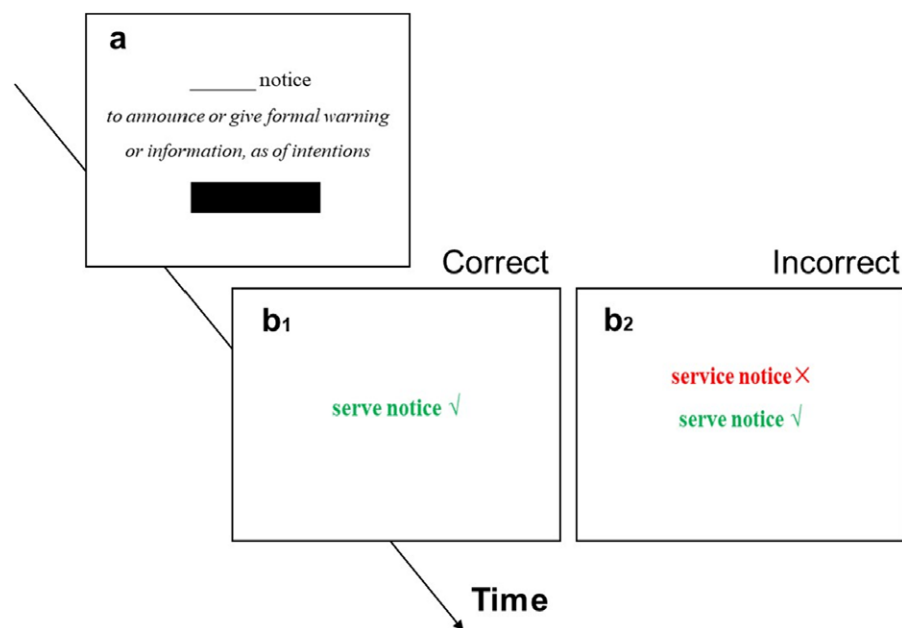 a
______ notice
to announce or give formal warning
or information, as of intentions
Correct
Incorrect
b1
serve notice √
b2
service notice ×
serve notice √
Time